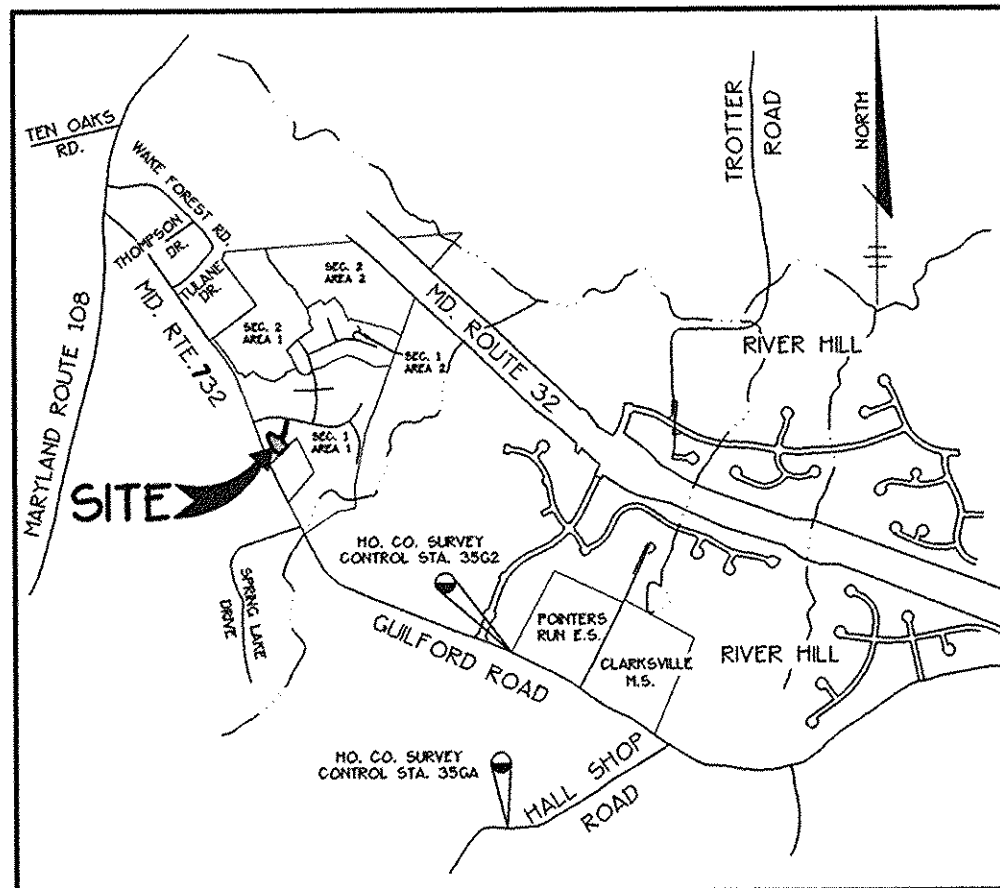 TEN OAKS
RD.
WAKE FOREST RD.
THOMPSON
DR.
TULANE
DR.
MD. RTE. 732
MARYLAND ROUTE 108
SEC. 2
AREA 2
SEC. 2
AREA 1
SEC. 1
AREA 2
SEC. 1
AREA 1
MD. ROUTE 32
TROTTER
ROAD
NORTH
RIVER HILL
SITE
SPRING LAKE
DRIVE
HO. CO. SURVEY
CONTROL STA. 35G2
GUILFORD ROAD
POINTERS
RUN E.S.
CLARKSVILLE
M.S.
RIVER HILL
HO. CO. SURVEY
CONTROL STA. 35GA
HALL SHOP
ROAD